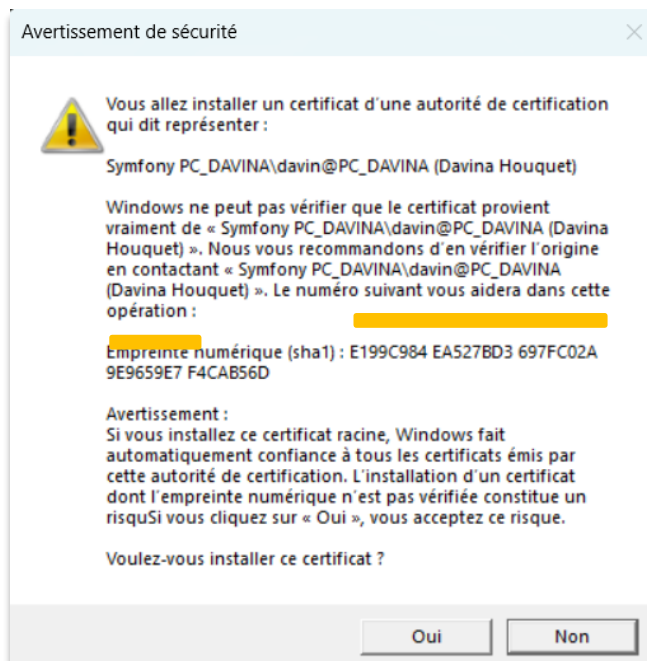 Avertissement de sécurité
Vous allez installer un certificat d'une autorité de certification
qui dit représenter :
Symfony PC_DAVINA\davin@PC_DAVINA (Davina Houquet)
Windows ne peut pas vérifier que le certificat provient
vraiment de « Symfony PC_DAVINA\davin@PC_DAVINA (Davina
Houquet) ». Nous vous recommandons d'en vérifier l'origine
en contactant « Symfony PC_DAVINA\davin@PC_DAVINA
(Davina Houquet) ». Le numéro suivant vous aidera dans cette
opération :
Empreinte numérique (sha1) : E199C984 EA527BD3 697FC02A
9E9659E7 F4CAB56D
Avertissement :
Si vous installez ce certificat racine, Windows fait
automatiquement confiance à tous les certificats émis par
cette autorité de certification. L'installation d'un certificat
dont l'empreinte numérique n'est pas vérifiée constitue un
risquSi vous cliquez sur « Oui », vous acceptez ce risque.
Voulez-vous installer ce certificat ?
Oui
Non